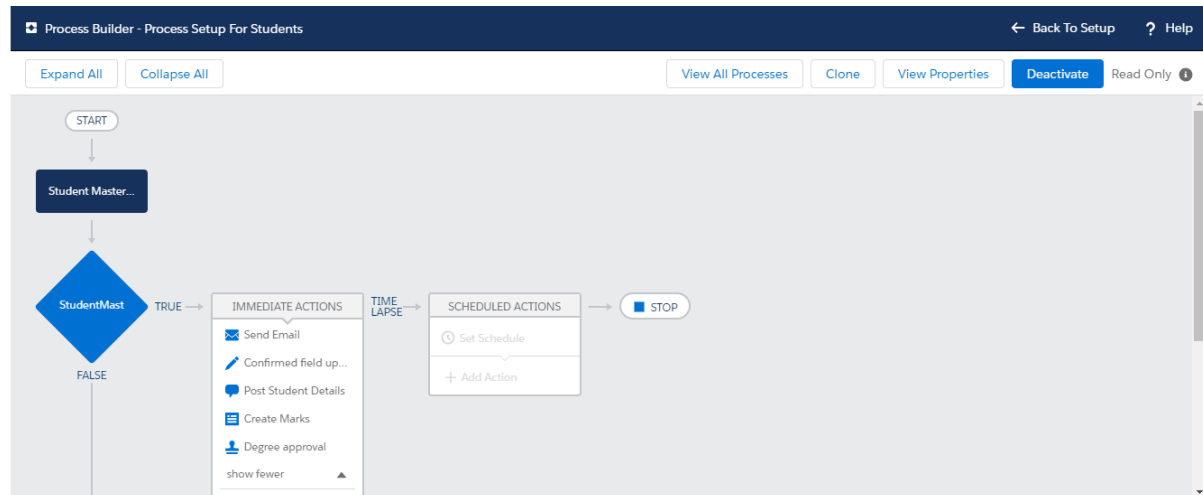 Process Builder - Process Setup For Students
Back To Setup
? Help
Expand All
Collapse All
View All Processes
Clone
View Properties
Deactivate
Read Only
START
Student Master...
StudentMast
TRUE
IMMEDIATE ACTIONS
TIME
LAPSE
SCHEDULED ACTIONS
STOP
Send Email
Set Schedule
Confirmed field up...
FALSE
Add Action
Post Student Details
Create Marks
Degree approval
show fewer